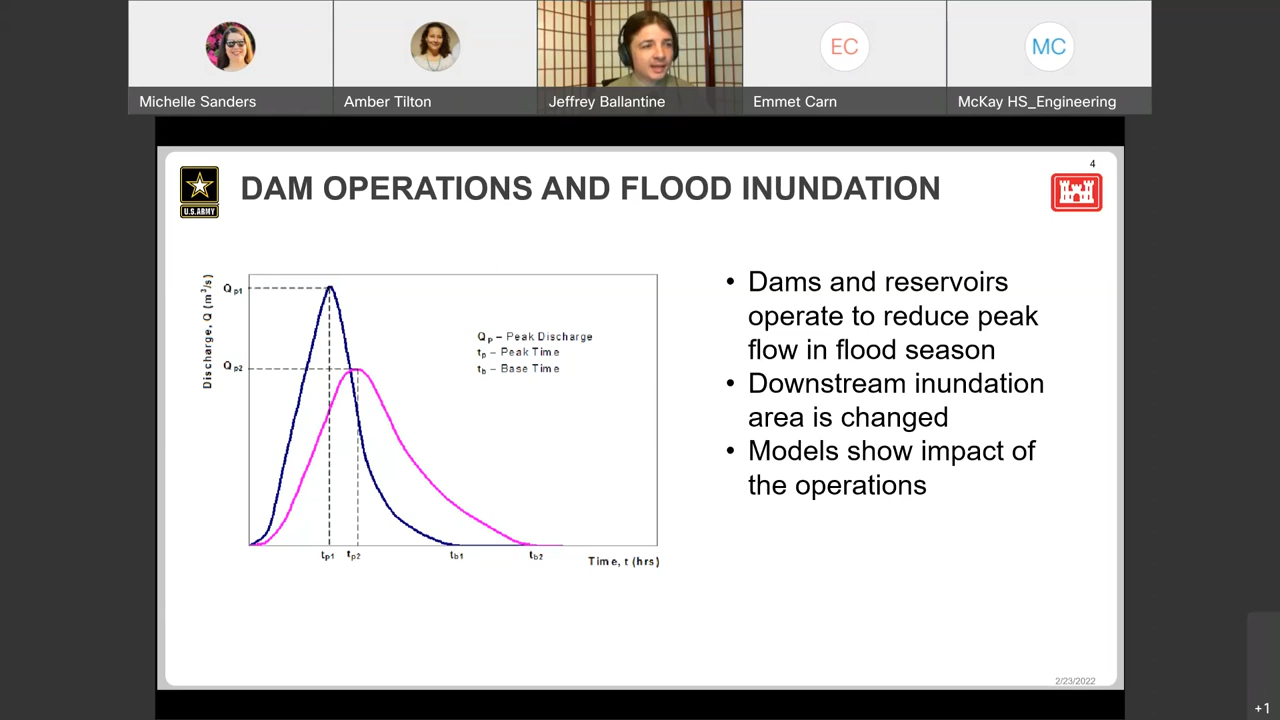 EC
MC
Michelle Sanders
Amber Tilton
Jeffrey Ballantine
Emmet Carn
McKay HS_Engineering
4
U.S.ARMY
DAM OPERATIONS AND FLOOD INUNDATION
Discharge, Q (m³/s)
Qp1
Qp2
Qp – Peak Discharge
tp – Peak Time
tb – Base Time
tp1
tp2
tb1
tb2
Time, t (hrs)
• Dams and reservoirs
operate to reduce peak
flow in flood season
• Downstream inundation
area is changed
• Models show impact of
the operations
2/23/2022
+1